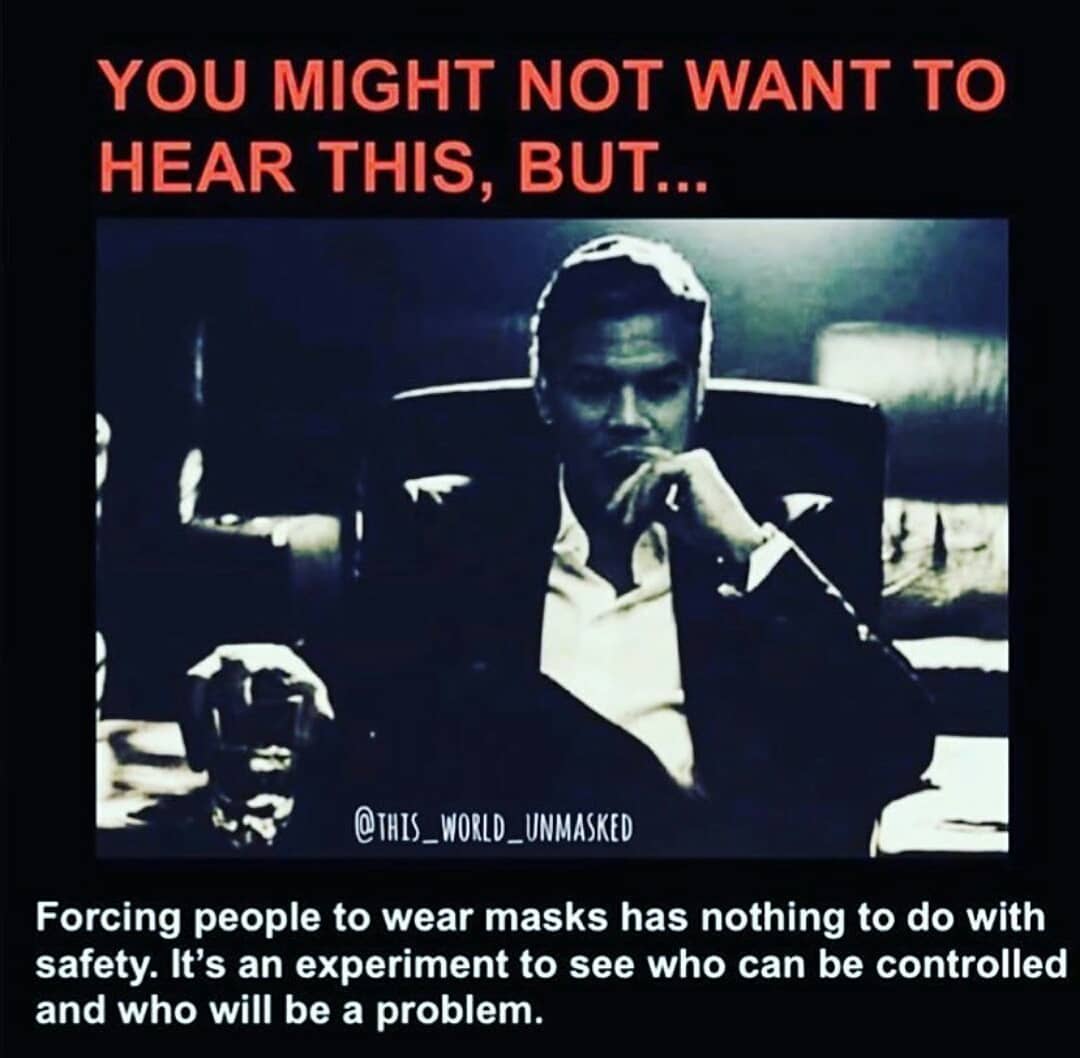 YOU MIGHT NOT WANT TO
HEAR THIS, BUT...
@THIS_WORLD_UNMASKED
Forcing people to wear masks has nothing to do with
safety. It's an experiment to see who can be controlled
and who will be a problem.